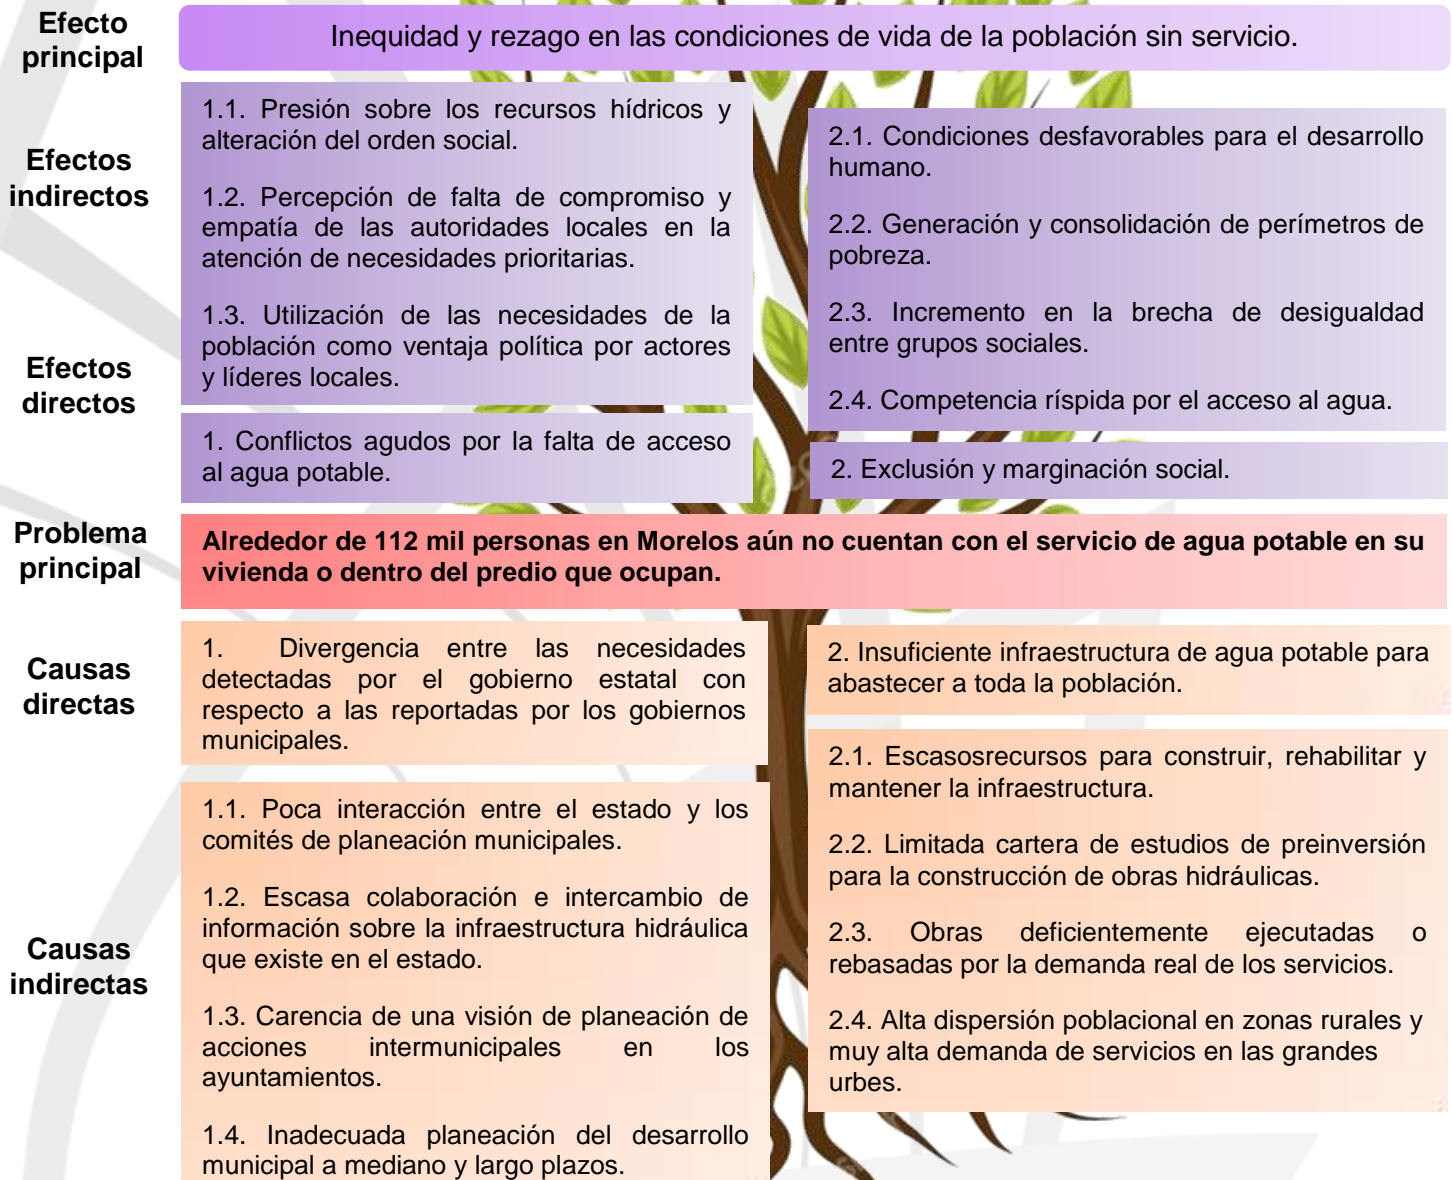 Efecto
principal
Inequidad y rezago en las condiciones de vida de la población sin servicio.
Efectos
indirectos
1.1. Presión sobre los recursos hídricos y
alteración del orden social.
1.2. Percepción de falta de compromiso y
empatía de las autoridades locales en la
atención de necesidades prioritarias.
1.3. Utilización de las necesidades de la
población como ventaja política por actores
y líderes locales.
2.1. Condiciones desfavorables para el desarrollo
humano.
2.2. Generación y consolidación de perímetros de
pobreza.
2.3. Incremento en la brecha de desigualdad
entre grupos sociales.
2.4. Competencia ríspida por el acceso al agua.
Efectos
directos
1. Conflictos agudos por la falta de acceso
al agua potable.
2. Exclusión y marginación social.
Problema
principal
Alrededor de 112 mil personas en Morelos aún no cuentan con el servicio de agua potable en su
vivienda o dentro del predio que ocupan.
Causas
directas
1. Divergencia entre las necesidades
detectadas por el gobierno estatal con
respecto a las reportadas por los gobiernos
municipales.
2. Insuficiente infraestructura de agua potable para
abastecer a toda la población.
Causas
indirectas
1.1. Poca interacción entre el estado y los
comités de planeación municipales.
1.2. Escasa colaboración e intercambio de
información sobre la infraestructura hidráulica
que existe en el estado.
1.3. Carencia de una visión de planeación de
acciones intermunicipales en los
ayuntamientos.
1.4. Inadecuada planeación del desarrollo
municipal a mediano y largo plazos.
2.1. Escasosrecursos para construir, rehabilitar y
mantener la infraestructura.
2.2. Limitada cartera de estudios de preinversión
para la construcción de obras hidráulicas.
2.3. Obras deficientemente ejecutadas o
rebasadas por la demanda real de los servicios.
2.4. Alta dispersión poblacional en zonas rurales y
muy alta demanda de servicios en las grandes
urbes.